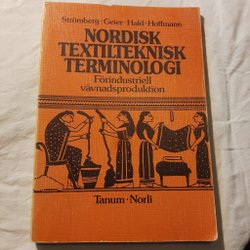 Strömberg · Geijer · Hald · Hoffmann
NORDISK
TEXTILTEKNISK
TERMINOLOGI
Förindustriell
vävnadsproduktion
Tanum · Norli